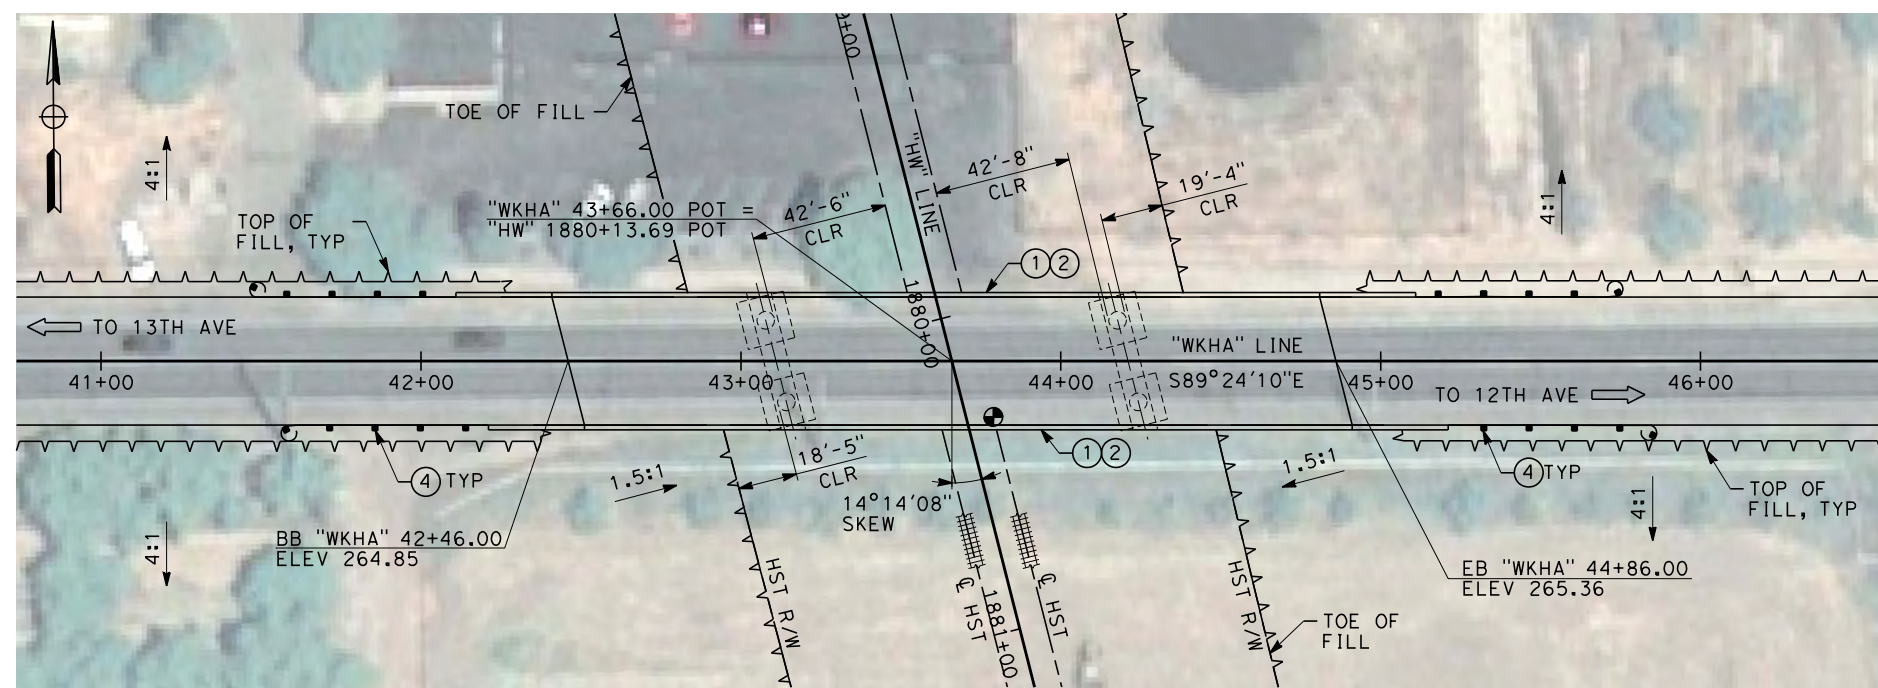 9+00
TOE OF FILL
"HW" LINE
42'-8"
CLR
19'-4"
CLR
4:1
4:1
"WKHA" 43+66.00 POT =
"HW" 1880+13.69 POT
42'-6"
CLR
TOP OF
FILL, TYP
1 2
1880+00
TO 13TH AVE
"WKHA" LINE
41+00
42+00
43+00
44+00
S89°24'10"E
45+00
46+00
TO 12TH AVE
1 2
18'-5"
CLR
1.5:1
1.5:1
4 TYP
4 TYP
14°14'08"
SKEW
TOP OF
FILL, TYP
4:1
4:1
BB "WKHA" 42+46.00
ELEV 264.85
EB "WKHA" 44+86.00
ELEV 265.36
HST R/W
℄ HST
1881+00
℄ HST
HST R/W
TOE OF
FILL